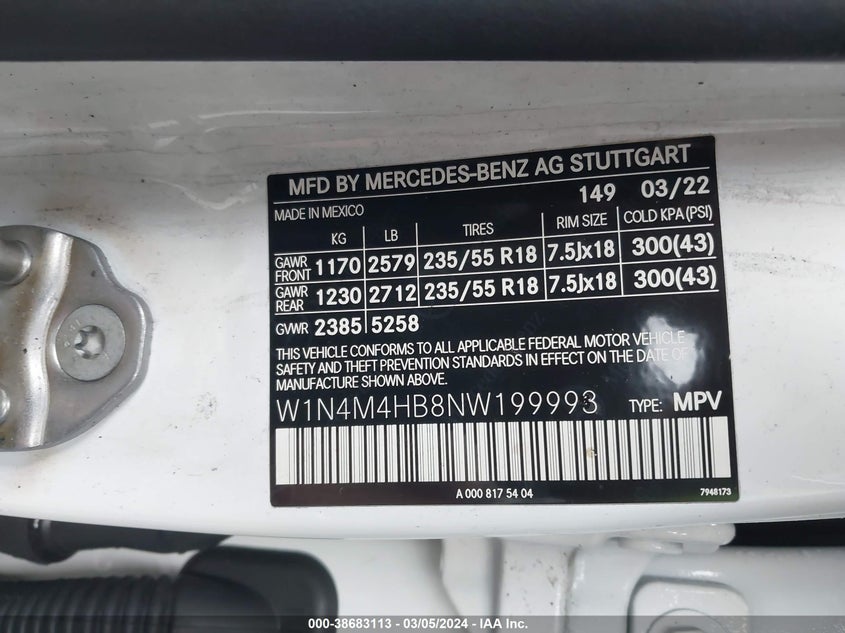 MFD BY MERCEDES-BENZ AG STUTTGART
149 03/22
MADE IN MEXICO
KG LB TIRES RIM SIZE COLD KPA(PSI)
GAWR FRONT 1170 2579 235/55 R18 7.5Jx18 300(43)
GAWR REAR 1230 2712 235/55 R18 7.5Jx18 300(43)
GVWR 2385 5258
THIS VEHICLE CONFORMS TO ALL APPLICABLE FEDERAL MOTOR VEHICLE
SAFETY AND THEFT PREVENTION STANDARDS IN EFFECT ON THE DATE OF
MANUFACTURE SHOWN ABOVE.
W1N4M4HB8NW199993 TYPE: MPV
A 000 817 54 04
7948173
000-38683113 - 03/05/2024 - IAA Inc.